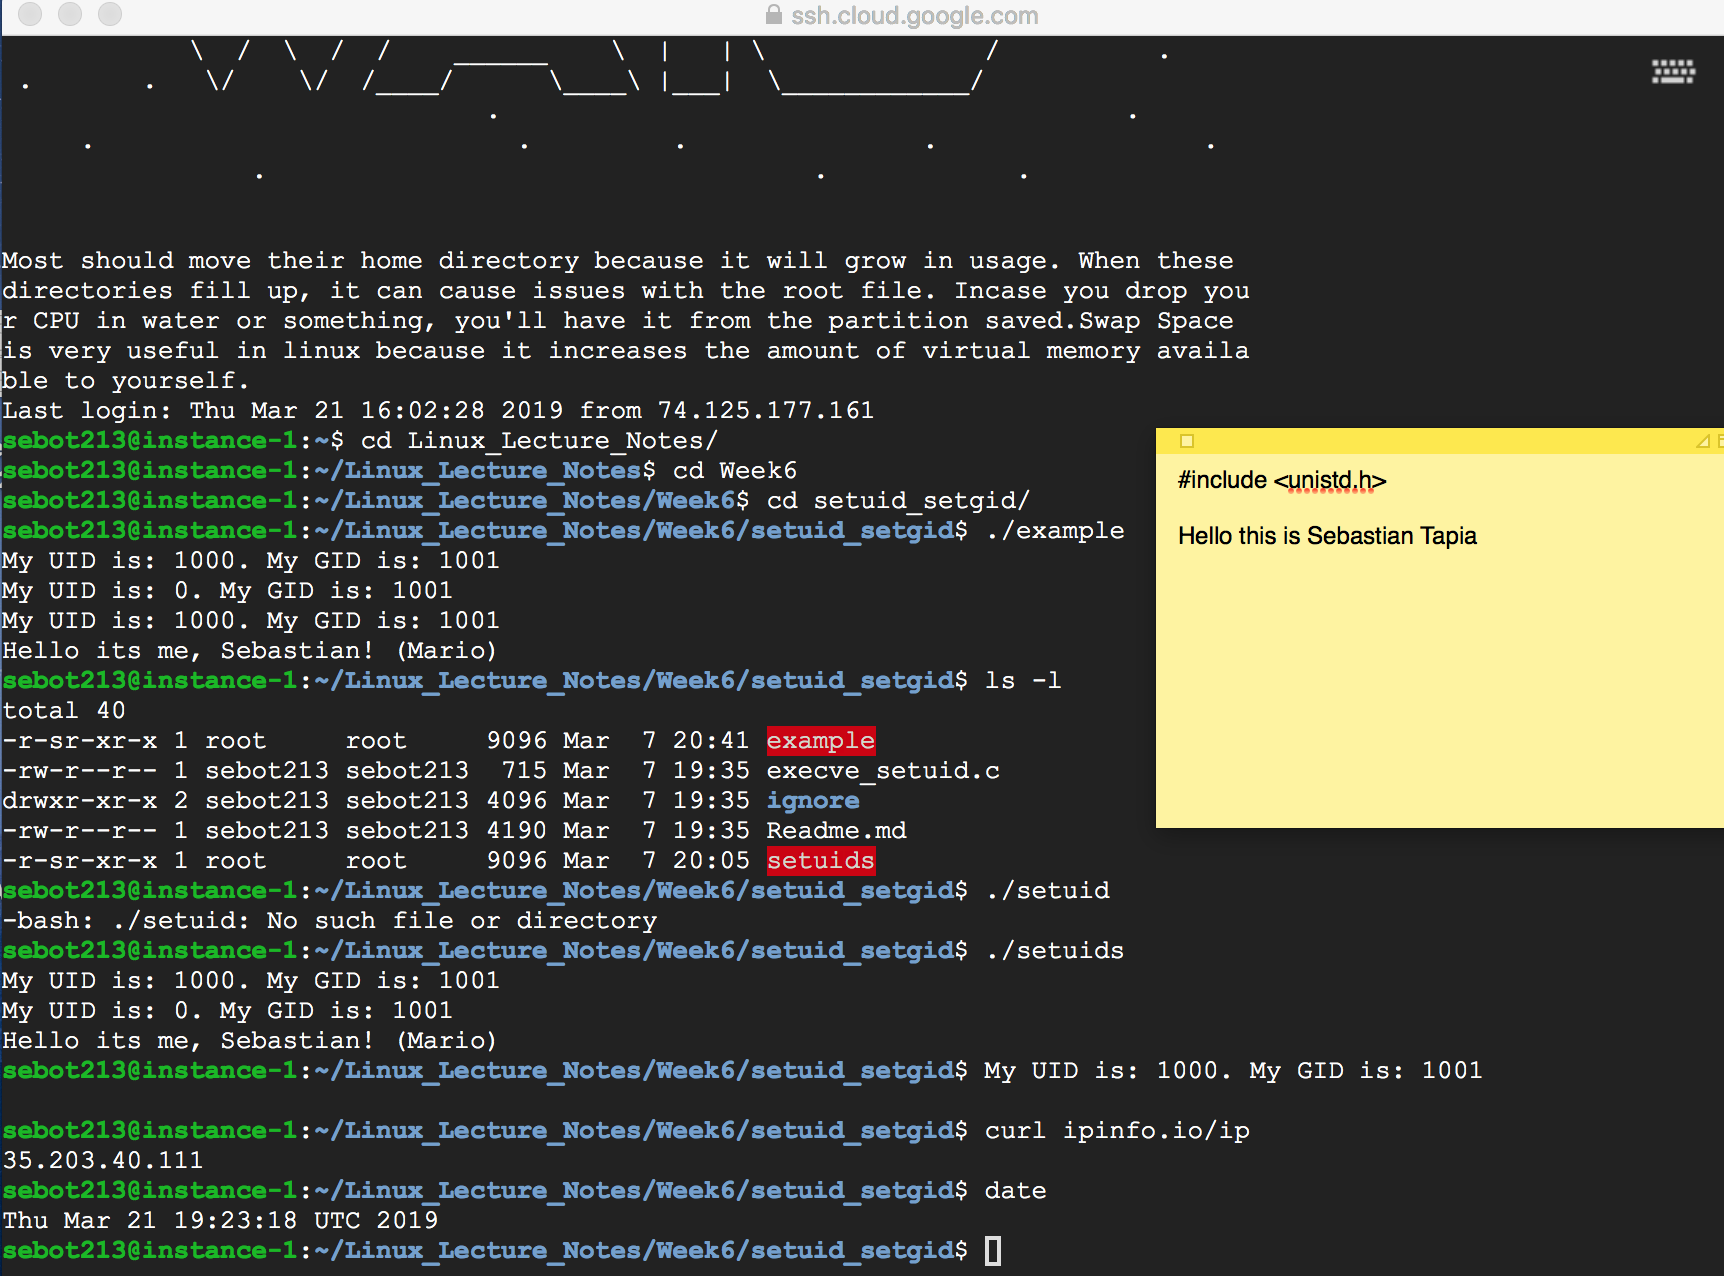 ssh.cloud.google.com
Most should move their home directory because it will grow in usage. When these
directories fill up, it can cause issues with the root file. Incase you drop you
r CPU in water or something, you'll have it from the partition saved.Swap Space
is very useful in linux because it increases the amount of virtual memory availa
ble to yourself.
Last login: Thu Mar 21 16:02:28 2019 from 74.125.177.161
sebot213@instance-1:~$ cd Linux_Lecture_Notes/
sebot213@instance-1:~/Linux_Lecture_Notes$ cd Week6
sebot213@instance-1:~/Linux_Lecture_Notes/Week6$ cd setuid_setgid/
sebot213@instance-1:~/Linux_Lecture_Notes/Week6/setuid_setgid$ ./example
My UID is: 1000. My GID is: 1001
My UID is: 0. My GID is: 1001
My UID is: 1000. My GID is: 1001
Hello its me, Sebastian! (Mario)
sebot213@instance-1:~/Linux_Lecture_Notes/Week6/setuid_setgid$ ls -l
total 40
-r-sr-xr-x 1 root     root     9096 Mar  7 20:41 example
-rw-r--r-- 1 sebot213 sebot213  715 Mar  7 19:35 execve_setuid.c
drwxr-xr-x 2 sebot213 sebot213 4096 Mar  7 19:35 ignore
-rw-r--r-- 1 sebot213 sebot213 4190 Mar  7 19:35 Readme.md
-r-sr-xr-x 1 root     root     9096 Mar  7 20:05 setuids
sebot213@instance-1:~/Linux_Lecture_Notes/Week6/setuid_setgid$ ./setuid
-bash: ./setuid: No such file or directory
sebot213@instance-1:~/Linux_Lecture_Notes/Week6/setuid_setgid$ ./setuids
My UID is: 1000. My GID is: 1001
My UID is: 0. My GID is: 1001
Hello its me, Sebastian! (Mario)
sebot213@instance-1:~/Linux_Lecture_Notes/Week6/setuid_setgid$ My UID is: 1000. My GID is: 1001
sebot213@instance-1:~/Linux_Lecture_Notes/Week6/setuid_setgid$ curl ipinfo.io/ip
35.203.40.111
sebot213@instance-1:~/Linux_Lecture_Notes/Week6/setuid_setgid$ date
Thu Mar 21 19:23:18 UTC 2019
sebot213@instance-1:~/Linux_Lecture_Notes/Week6/setuid_setgid$
#include <unistd.h>
Hello this is Sebastian Tapia